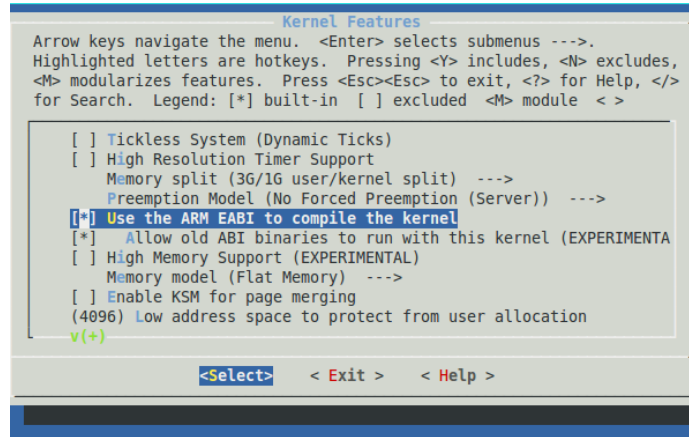 Kernel Features
Arrow keys navigate the menu.  <Enter> selects submenus --->.
Highlighted letters are hotkeys.  Pressing <Y> includes, <N> excludes,
<M> modularizes features.  Press <Esc><Esc> to exit, <?> for Help, </>
for Search.  Legend: [*] built-in  [ ] excluded  <M> module  < >
[ ] Tickless System (Dynamic Ticks)
[ ] High Resolution Timer Support
Memory split (3G/1G user/kernel split)  --->
Preemption Model (No Forced Preemption (Server))  --->
[*] Use the ARM EABI to compile the kernel
[*]   Allow old ABI binaries to run with this kernel (EXPERIMENTA
[ ] High Memory Support (EXPERIMENTAL)
Memory model (Flat Memory)  --->
[ ] Enable KSM for page merging
(4096) Low address space to protect from user allocation
v(+)
<Select>    < Exit >    < Help >